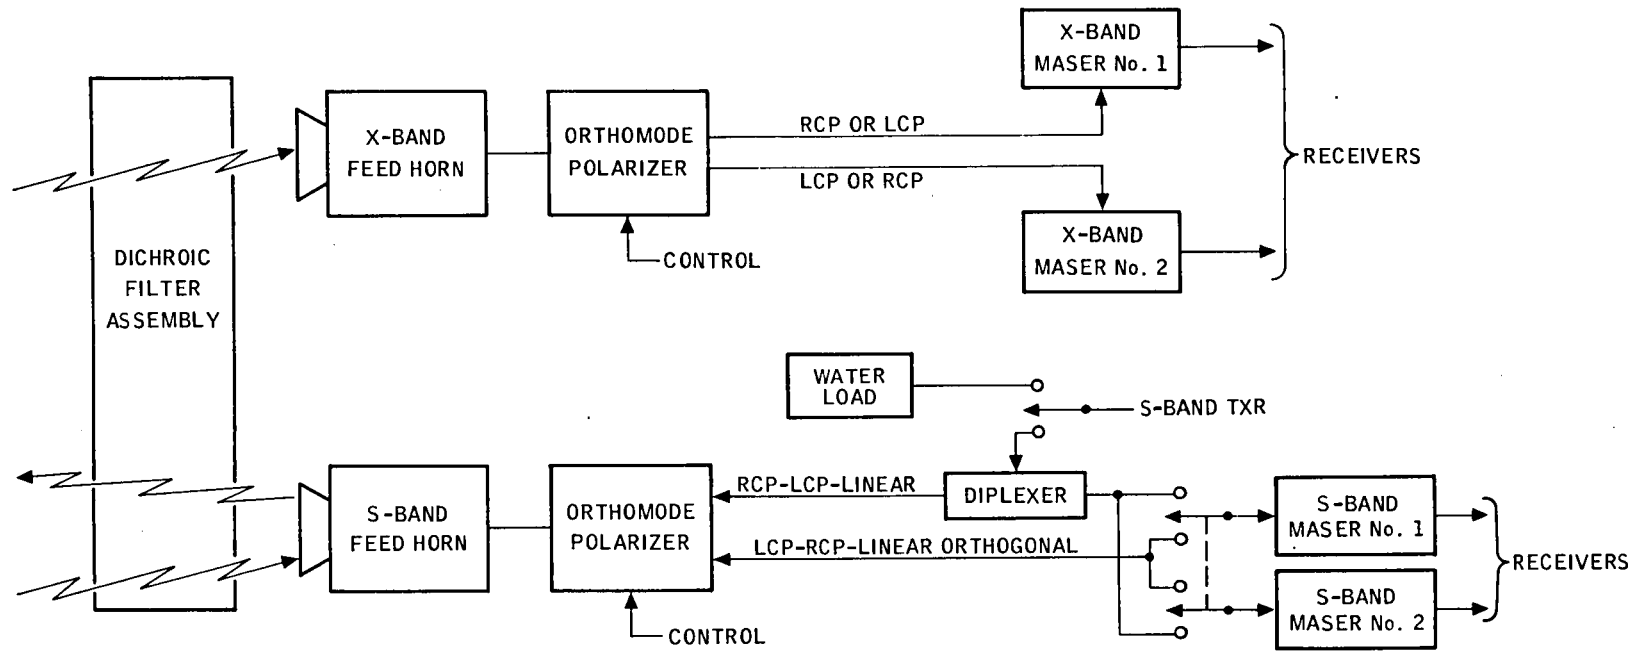 X-BAND
MASER No. 1
X-BAND
FEED HORN
ORTHOMODE
POLARIZER
RCP OR LCP
LCP OR RCP
RECEIVERS
X-BAND
MASER No. 2
CONTROL
DICHROIC
FILTER
ASSEMBLY
WATER
LOAD
S-BAND TXR
S-BAND
FEED HORN
ORTHOMODE
POLARIZER
RCP-LCP-LINEAR
DIPLEXER
LCP-RCP-LINEAR ORTHOGONAL
S-BAND
MASER No. 1
RECEIVERS
S-BAND
MASER No. 2
CONTROL